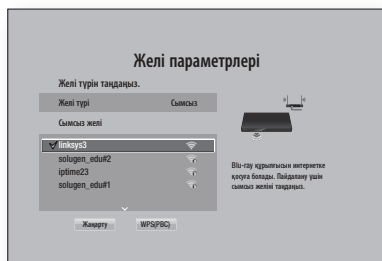 Желі параметрлері
Желі түрін таңдаңыз.
Желі түрі Сымсыз
Сымсыз желі
linksys3
solugen_edu#2
iptime23
solugen_edu#1
Blu-ray құрылғысын интернетке
қосуға болады. Пайдалану үшін
сымсыз желіні таңдаңыз.
Жаңарту WPS(PBC)